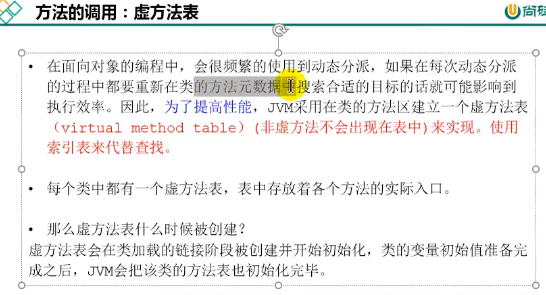 方法的调用：虚方法表
尚硅
• 在面向对象的编程中，会很频繁的使用到动态分派，如果在每次动态分派
的过程中都要重新在类的方法元数据中搜索合适的目标的话就可能影响到
执行效率。因此，为了提高性能，JVM采用在类的方法区建立一个虚方法表
（virtual method table）(非虚方法不会出现在表中)来实现。使用
索引表来代替查找。
• 每个类中都有一个虚方法表，表中存放着各个方法的实际入口。
• 那么虚方法表什么时候被创建？
虚方法表会在类加载的链接阶段被创建并开始初始化，类的变量初始值准备完
成之后，JVM会把该类的方法表也初始化完毕。